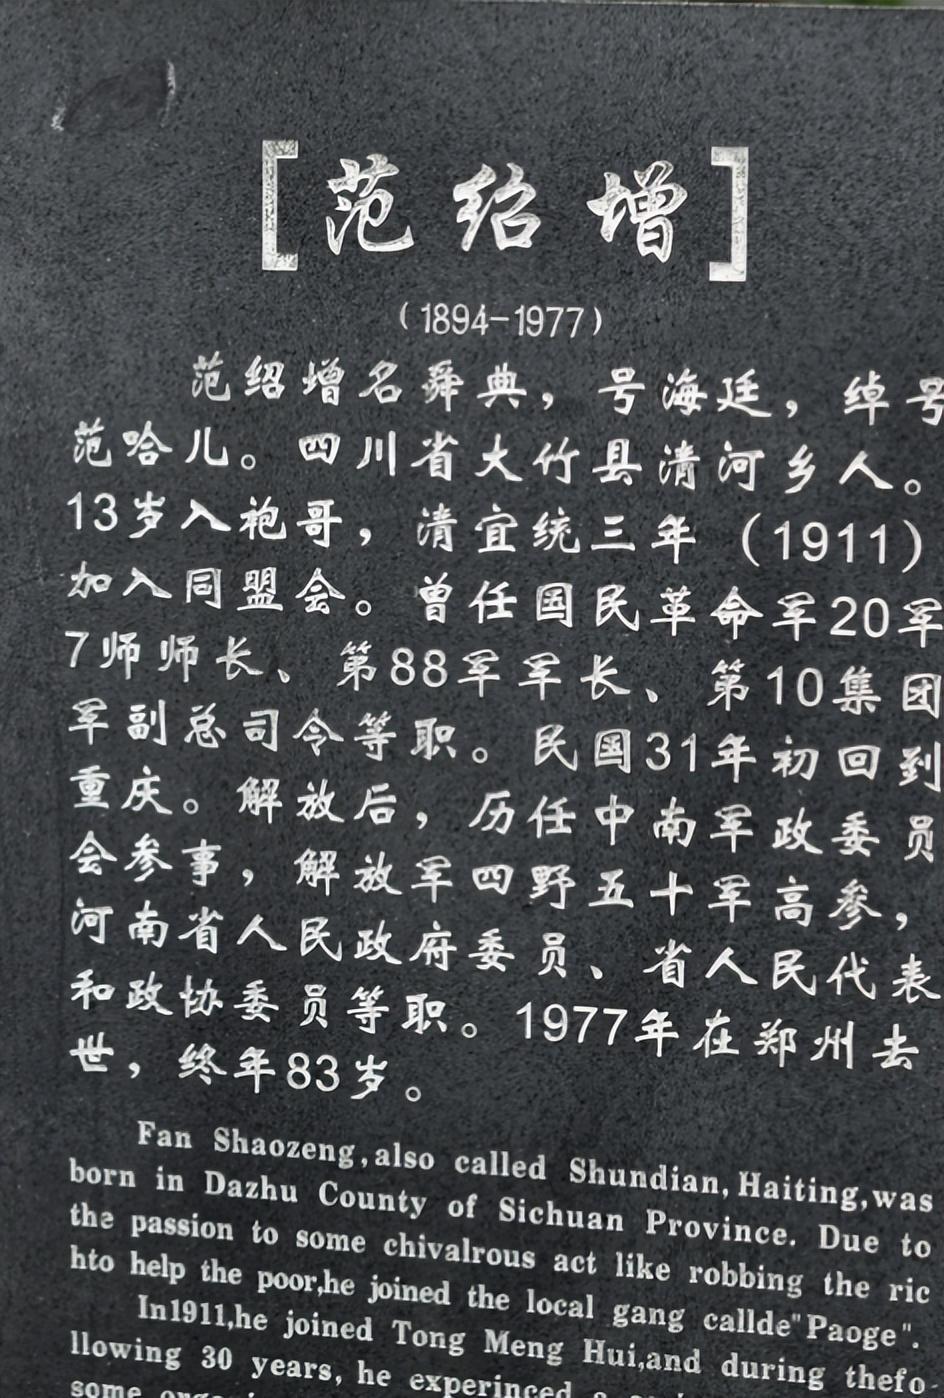 [范绍增]
(1894-1977)
范绍增名舜典，号海廷，绰号
范哈儿。四川省大竹县清河乡人。
13岁入袍哥，清宜统三年（1911）
加入同盟会。曾任国民革命军20军
7师师长、第88军军长、第10集团
军副总司令等职。民国31年初回到
重庆。解放后，历任中南军政委员
会参事，解放军四野五十军高参，
河南省人民政府委员、省人民代表
和政协委员等职。1977年在郑州去
世，终年83岁。
Fan Shaozeng,also called Shundian,Haiting,was
born in Dazhu County of Sichuan Province. Due to
the passion to some chivalrous act like robbing the ric
hto help the poor,he joined the local gang callde"Paoge".
In1911,he joined Tong Meng Hui,and during thefo
llowing 30 years, he experinced a
some